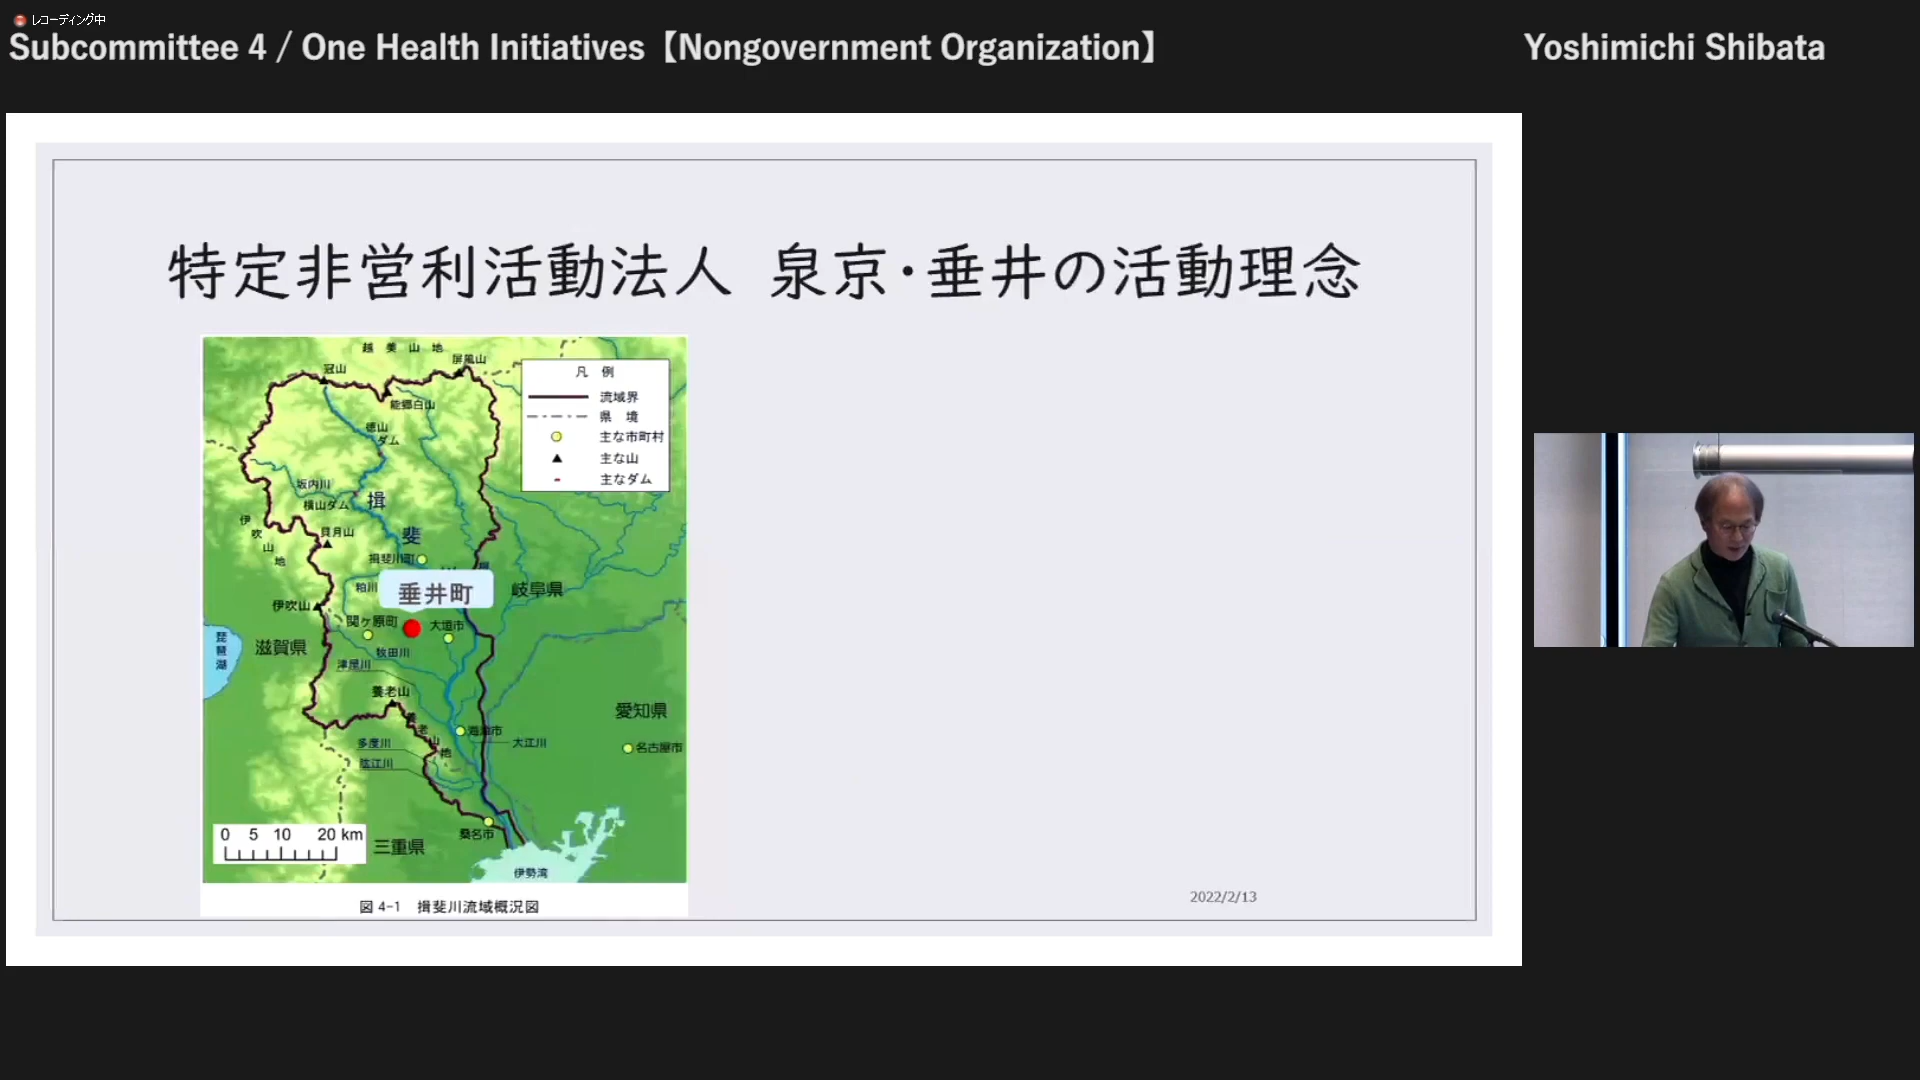 レコーディング中
Subcommittee 4 / One Health Initiatives【Nongovernment Organization】
Yoshimichi Shibata
特定非営利活動法人 泉京・垂井の活動理念
越美山地
屏風山
冠山
能郷白山
凡 例
流域界
県 境
主な市町村
主な山
主なダム
徳山
ダム
坂内川
横山ダム
揖
斐
伊吹山地
貝月山
揖斐川町
粕川
垂井町
岐阜県
伊吹山
関ヶ原町
大垣市
琵琶湖
滋賀県
牧田川
津屋川
養老山
愛知県
海津市
大江川
多度川
名古屋市
0 5 10 20 km
三重県
桑名市
伊勢湾
図 4-1 揖斐川流域概況図
2022/2/13